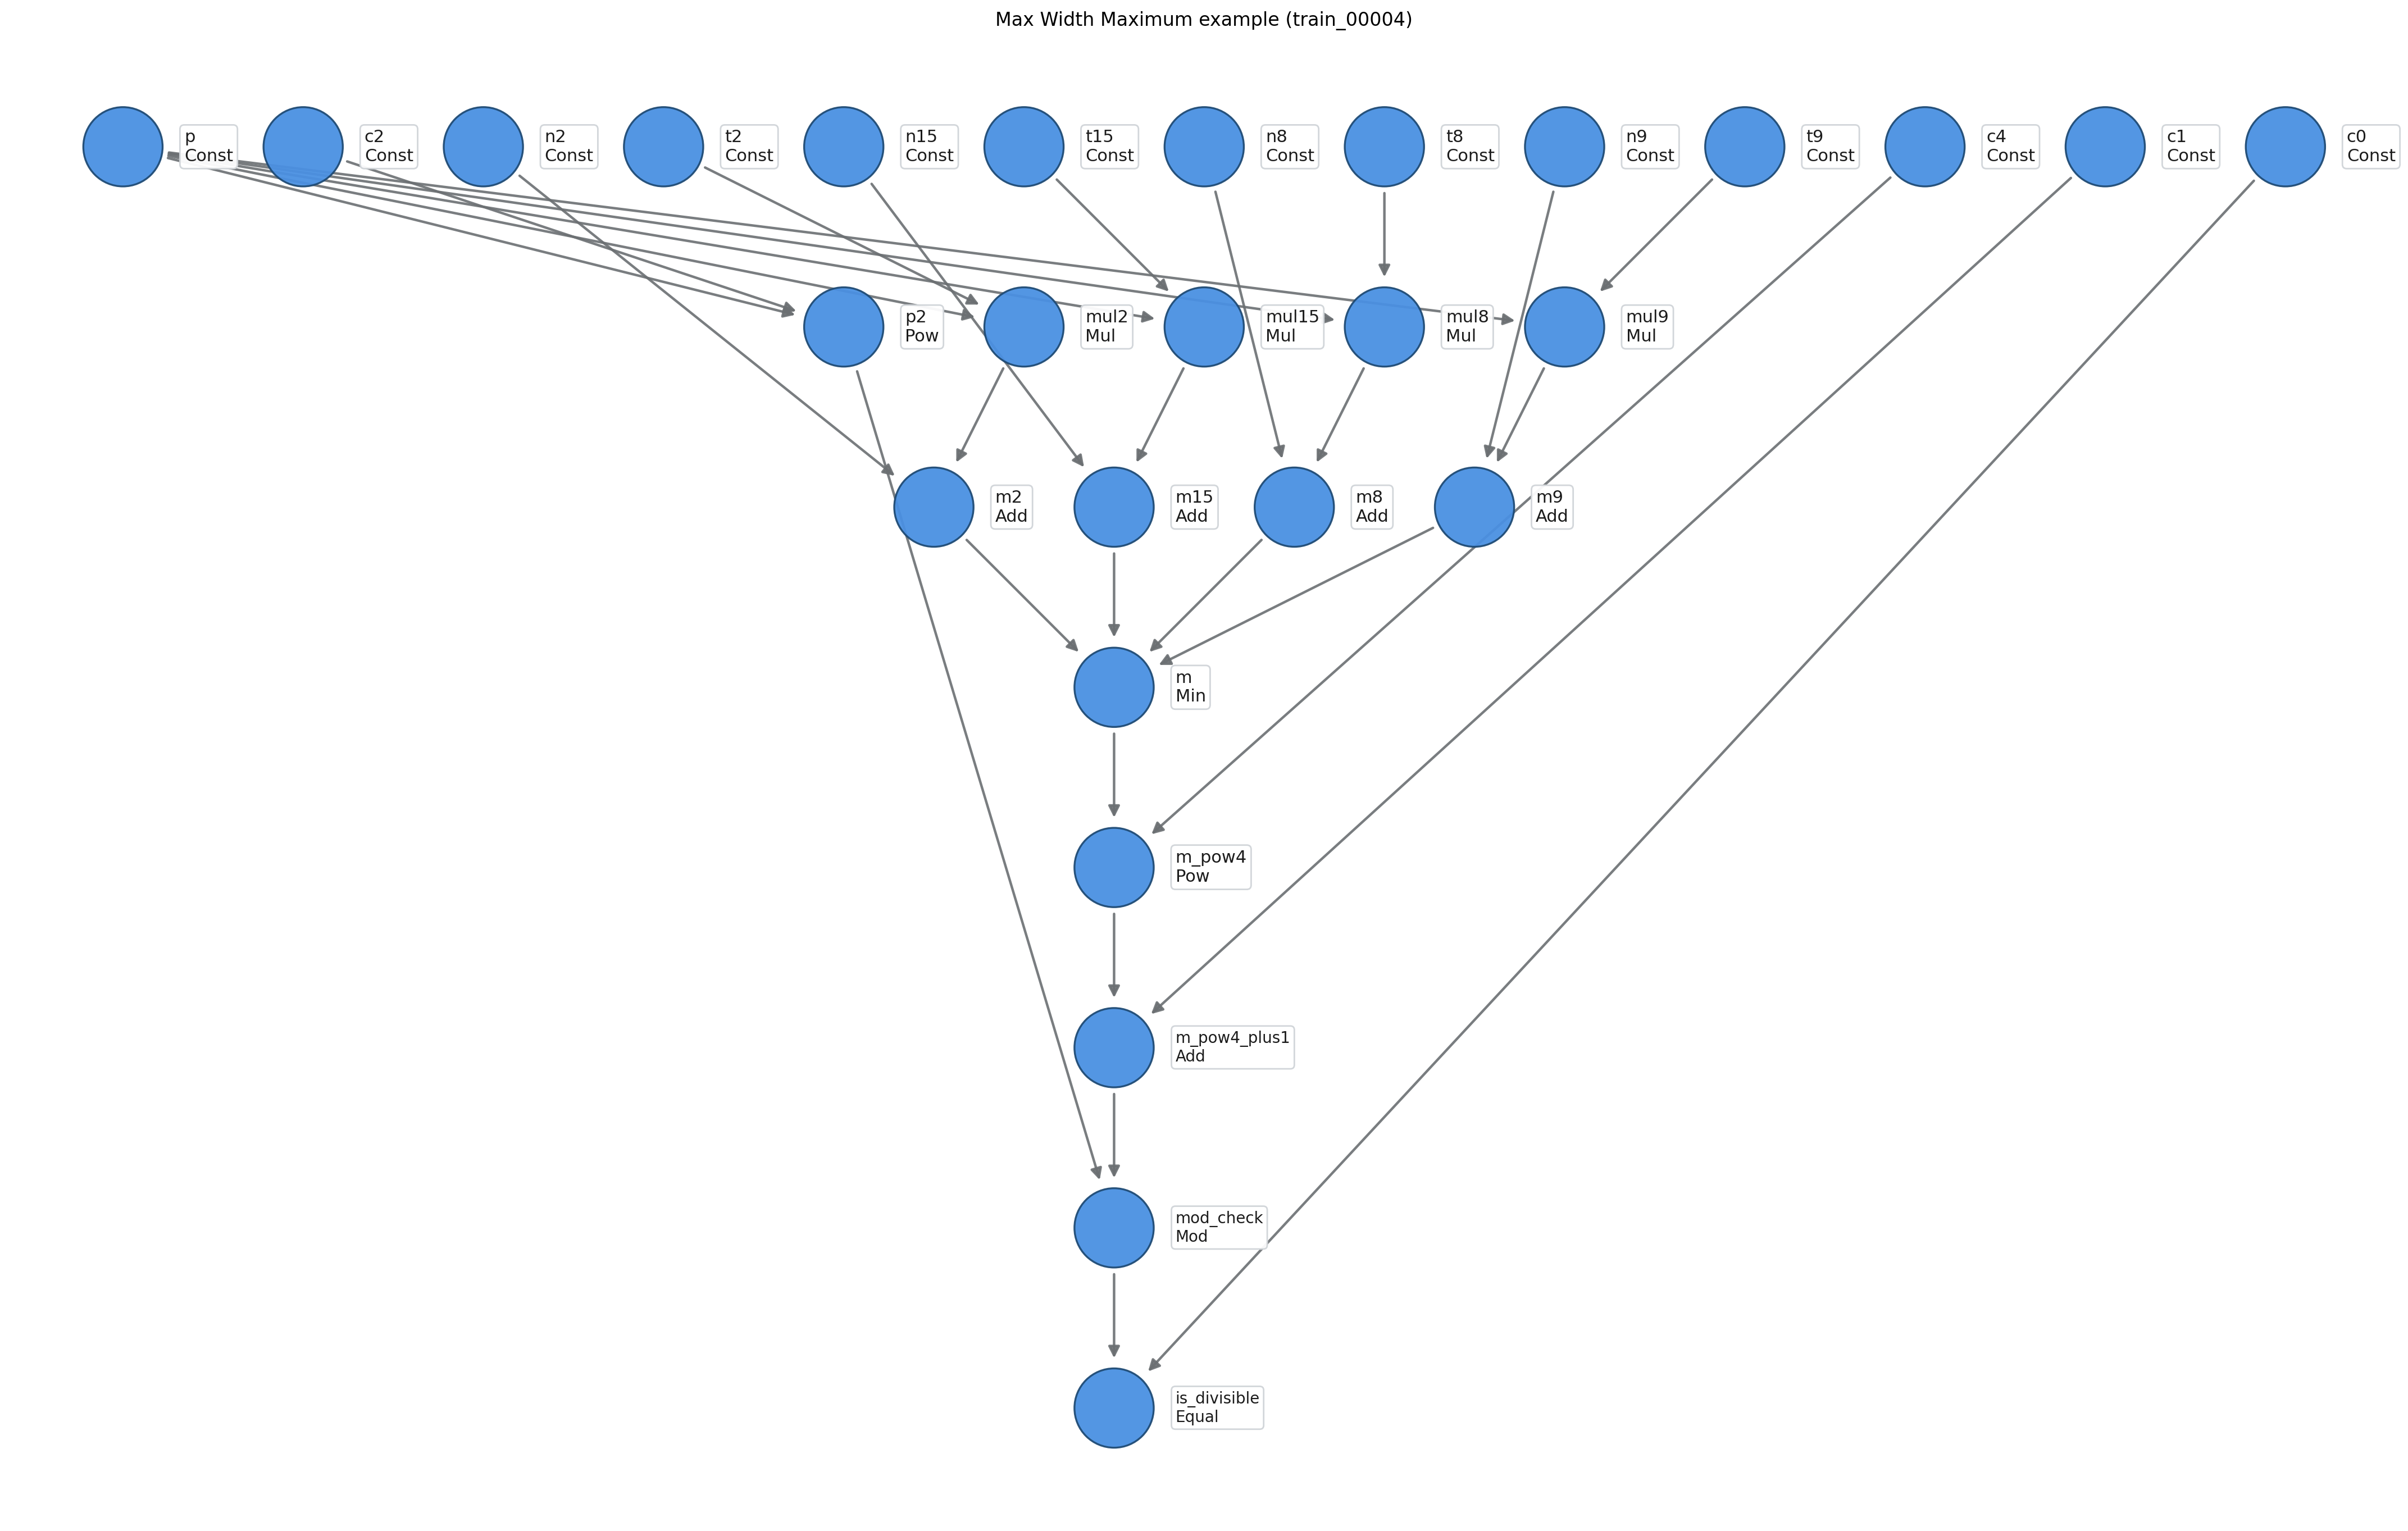 Max Width Maximum example (train_00004)
p
Const
c2
Const
n2
Const
t2
Const
n15
Const
t15
Const
n8
Const
t8
Const
n9
Const
t9
Const
c4
Const
c1
Const
c0
Const
p2
Pow
mul2
Mul
mul15
Mul
mul8
Mul
mul9
Mul
m2
Add
m15
Add
m8
Add
m9
Add
m
Min
m_pow4
Pow
m_pow4_plus1
Add
mod_check
Mod
is_divisible
Equal